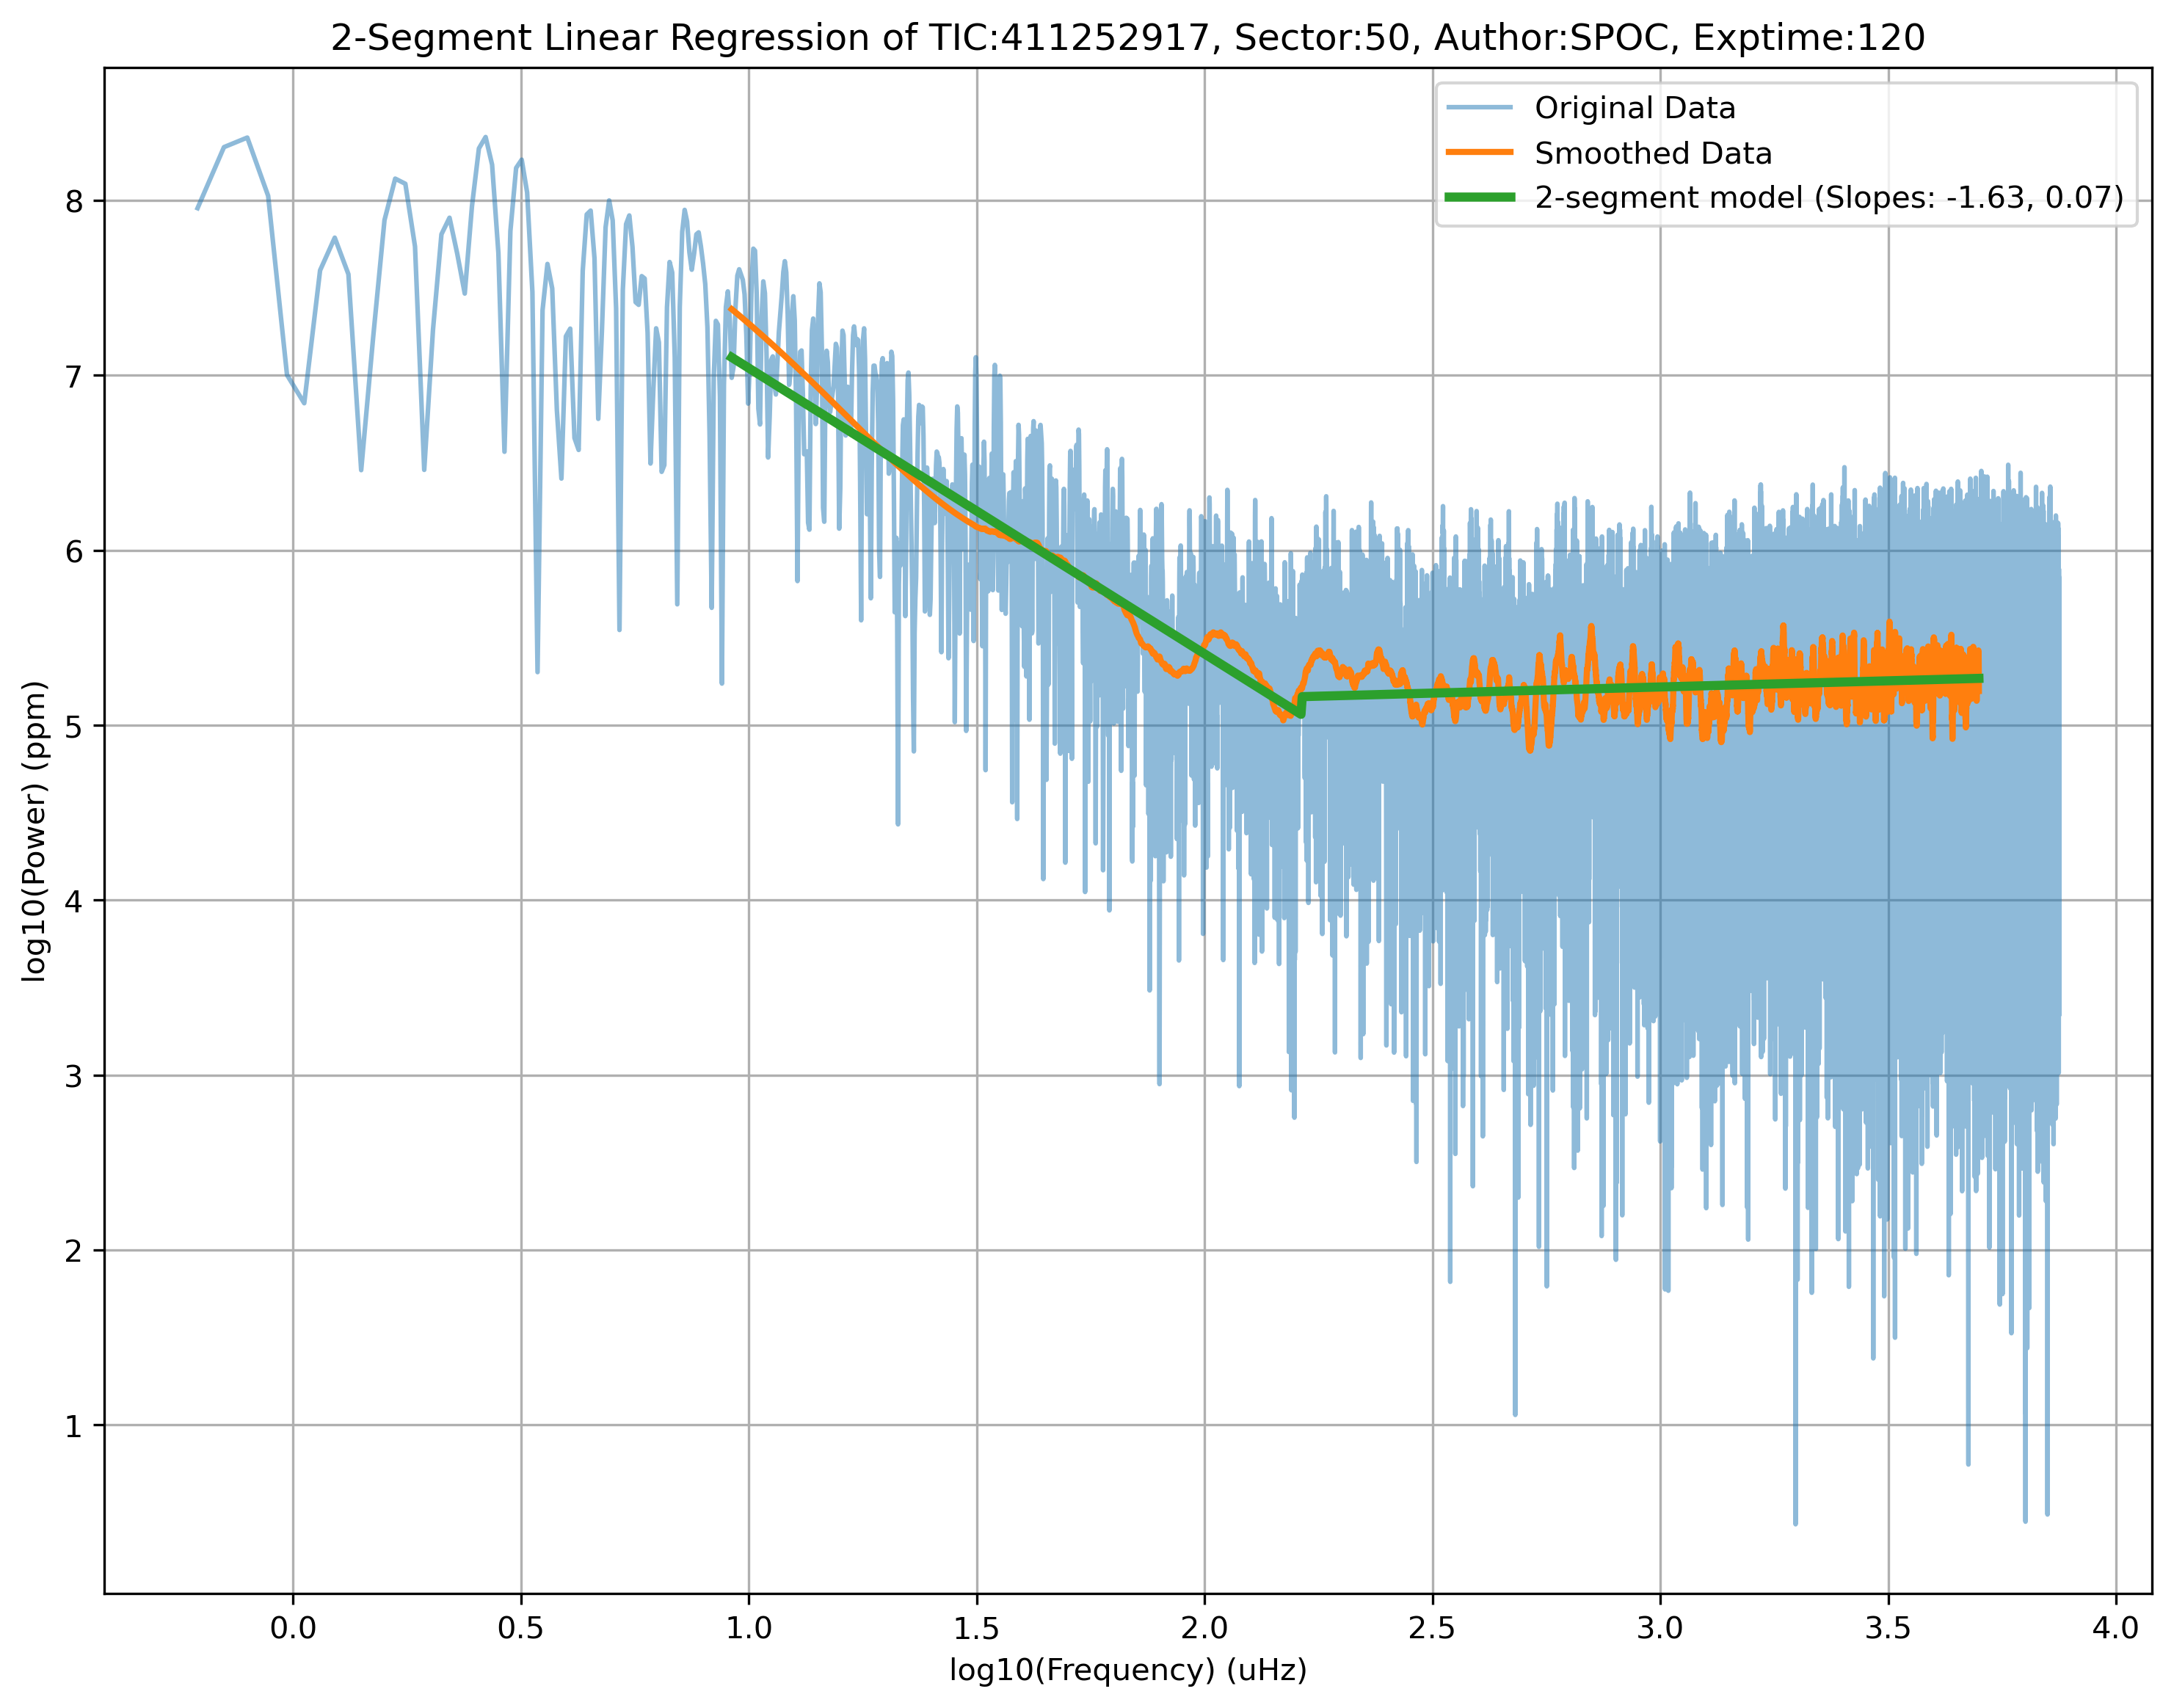 2-Segment Linear Regression of TIC:411252917, Sector:50, Author:SPOC, Exptime:120
Original Data
Smoothed Data
2-segment model (Slopes: -1.63, 0.07)
log10(Power) (ppm)
8
7
6
5
4
3
2
1
0.0 0.5 1.0 1.5 2.0 2.5 3.0 3.5 4.0
log10(Frequency) (uHz)